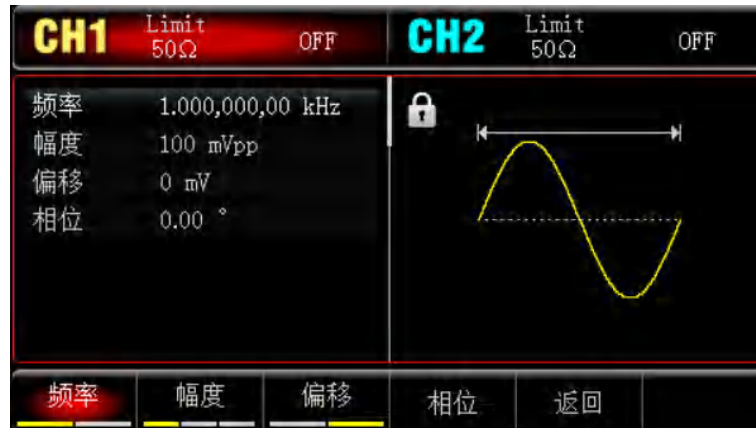 CH1 Limit 50Ω OFF CH2 Limit 50Ω OFF
频率 1.000,000,00 kHz
幅度 100 mVpp
偏移 0 mV
相位 0.00 °
频率 幅度 偏移 相位 返回